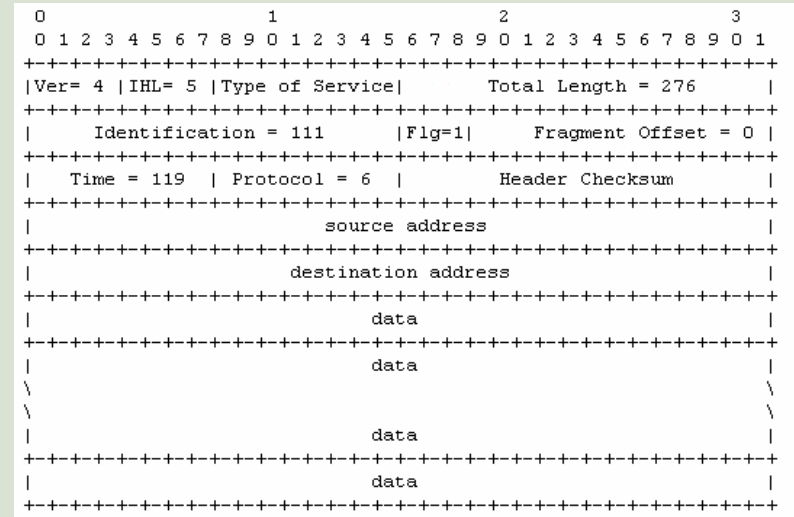 0                   1                   2                   3
 0 1 2 3 4 5 6 7 8 9 0 1 2 3 4 5 6 7 8 9 0 1 2 3 4 5 6 7 8 9 0 1
+-+-+-+-+-+-+-+-+-+-+-+-+-+-+-+-+-+-+-+-+-+-+-+-+-+-+-+-+-+-+-+-+
|Ver= 4 |IHL= 5 |Type of Service|       Total Length = 276      |
+-+-+-+-+-+-+-+-+-+-+-+-+-+-+-+-+-+-+-+-+-+-+-+-+-+-+-+-+-+-+-+-+
|     Identification = 111      |Flg=1|     Fragment Offset = 0 |
+-+-+-+-+-+-+-+-+-+-+-+-+-+-+-+-+-+-+-+-+-+-+-+-+-+-+-+-+-+-+-+-+
|   Time = 119  | Protocol = 6  |        Header Checksum        |
+-+-+-+-+-+-+-+-+-+-+-+-+-+-+-+-+-+-+-+-+-+-+-+-+-+-+-+-+-+-+-+-+
|                         source address                        |
+-+-+-+-+-+-+-+-+-+-+-+-+-+-+-+-+-+-+-+-+-+-+-+-+-+-+-+-+-+-+-+-+
|                      destination address                      |
+-+-+-+-+-+-+-+-+-+-+-+-+-+-+-+-+-+-+-+-+-+-+-+-+-+-+-+-+-+-+-+-+
|                             data                              |
+-+-+-+-+-+-+-+-+-+-+-+-+-+-+-+-+-+-+-+-+-+-+-+-+-+-+-+-+-+-+-+-+
|                             data                              |
\                                                               \
\                                                               \
|                             data                              |
+-+-+-+-+-+-+-+-+-+-+-+-+-+-+-+-+-+-+-+-+-+-+-+-+-+-+-+-+-+-+-+-+
|                             data                              |
+-+-+-+-+-+-+-+-+-+-+-+-+-+-+-+-+-+-+-+-+-+-+-+-+-+-+-+-+-+-+-+-+